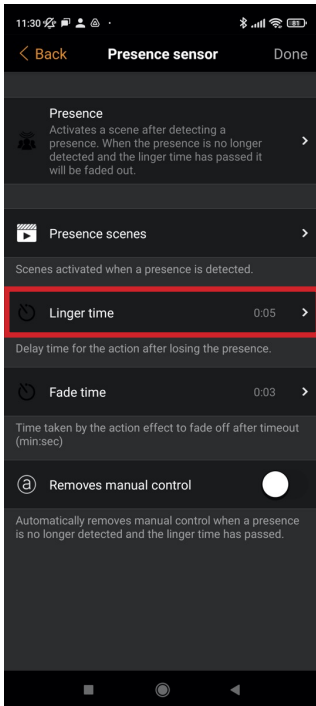 11:30
51
Back
Presence sensor
Done
Presence
Activates a scene after detecting a
presence. When the presence is no longer
detected and the linger time has passed it
will be faded out.
Presence scenes
Scenes activated when a presence is detected.
Linger time 0:05
Delay time for the action after losing the presence.
Fade time 0:03
Time taken by the action effect to fade off after timeout
(min:sec)
a Removes manual control
Automatically removes manual control when a presence
is no longer detected and the linger time has passed.